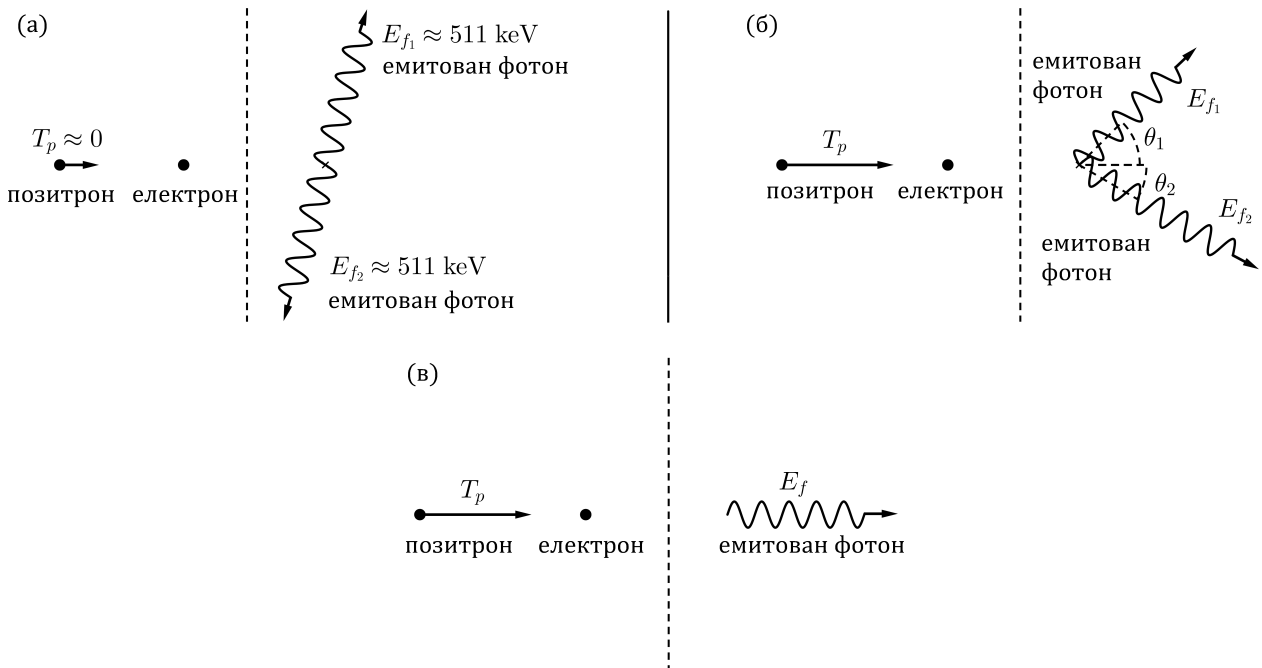 (а)
E_{f_1} ≈ 511 keV
емитован фотон
T_p ≈ 0
позитрон
електрон
E_{f_2} ≈ 511 keV
емитован фотон
(б)
емитован
фотон
E_{f_1}
T_p
позитрон
електрон
θ_1
θ_2
E_{f_2}
емитован
фотон
(в)
T_p
позитрон
електрон
E_f
емитован фотон